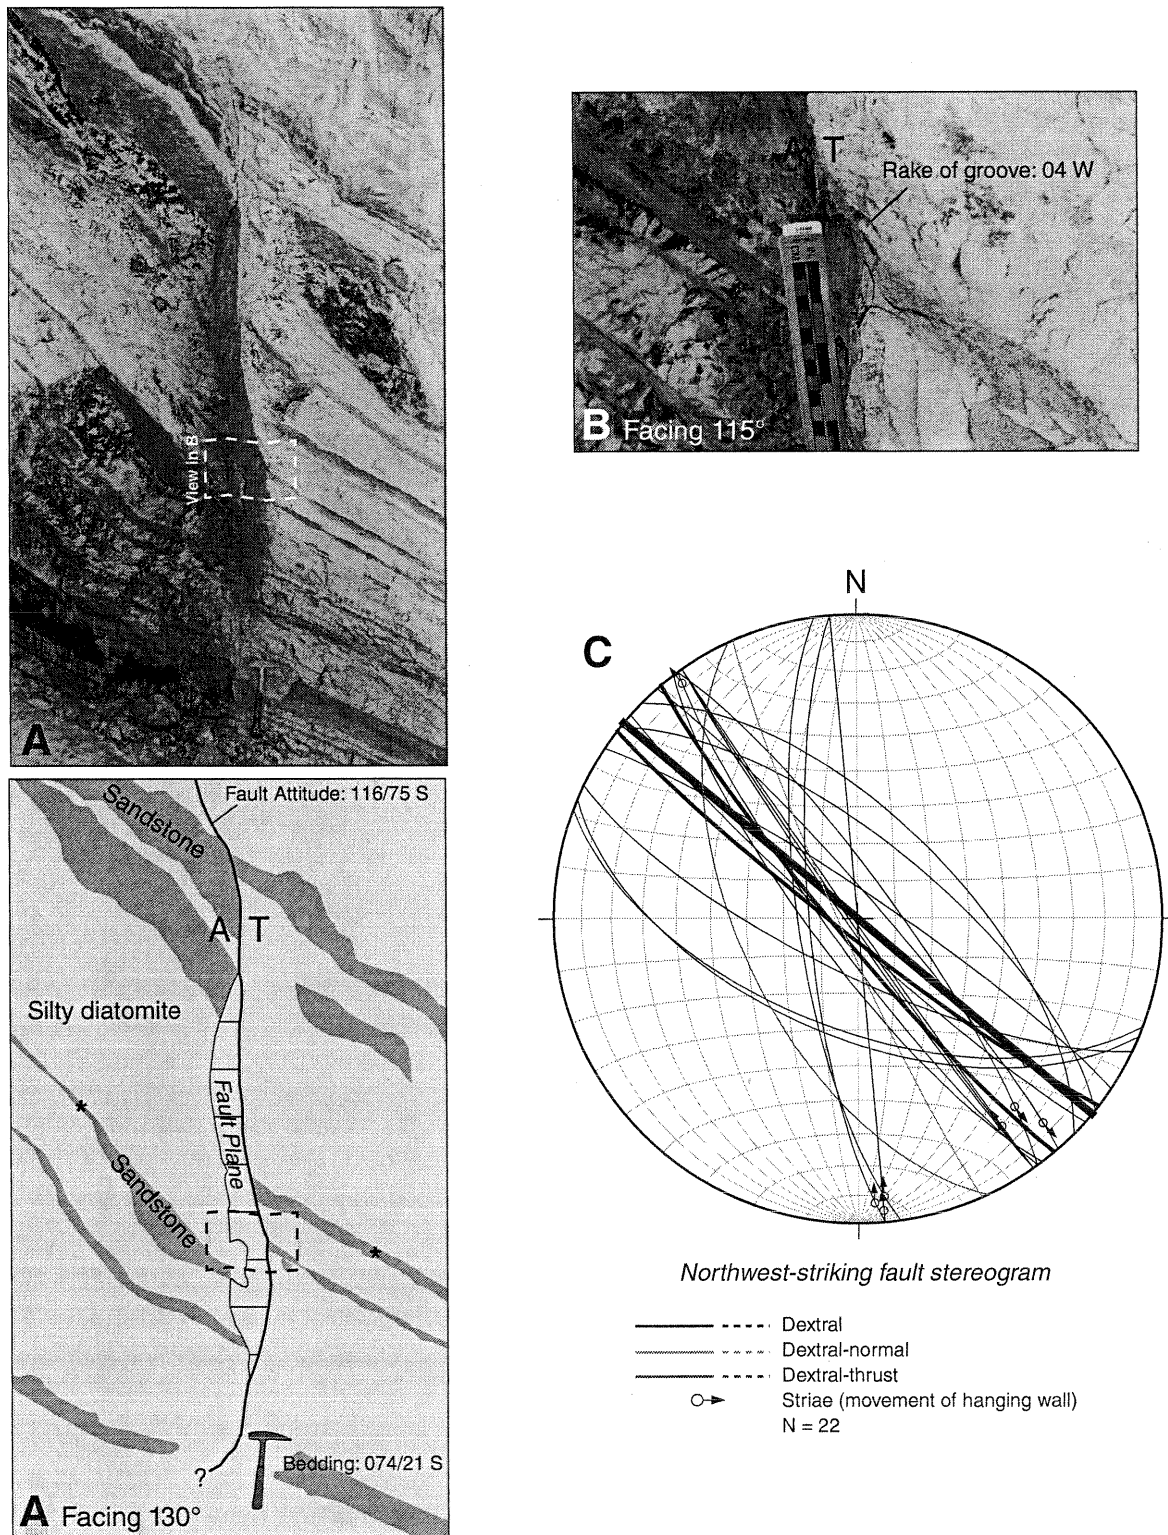 A
View in B
A T
Rake of groove: 04 W
B Facing 115°
Sandstone
Fault Attitude: 116/75 S
A T
Silty diatomite
Fault Plane
*
Sandstone
*
?
Bedding: 074/21 S
A Facing 130°
N
C
Northwest-striking fault stereogram
Dextral
Dextral-normal
Dextral-thrust
Striae (movement of hanging wall)
N = 22